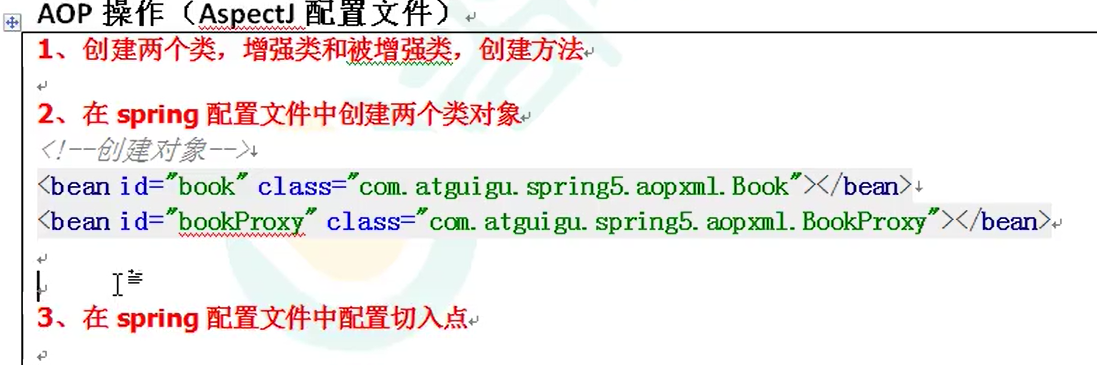 AOP 操作（AspectJ 配置文件）
1、创建两个类，增强类和被增强类，创建方法
2、在 spring 配置文件中创建两个类对象
<!--创建对象-->
<bean id="book" class="com.atguigu.spring5.aopxml.Book"></bean>
<bean id="bookProxy" class="com.atguigu.spring5.aopxml.BookProxy"></bean>
3、在 spring 配置文件中配置切入点